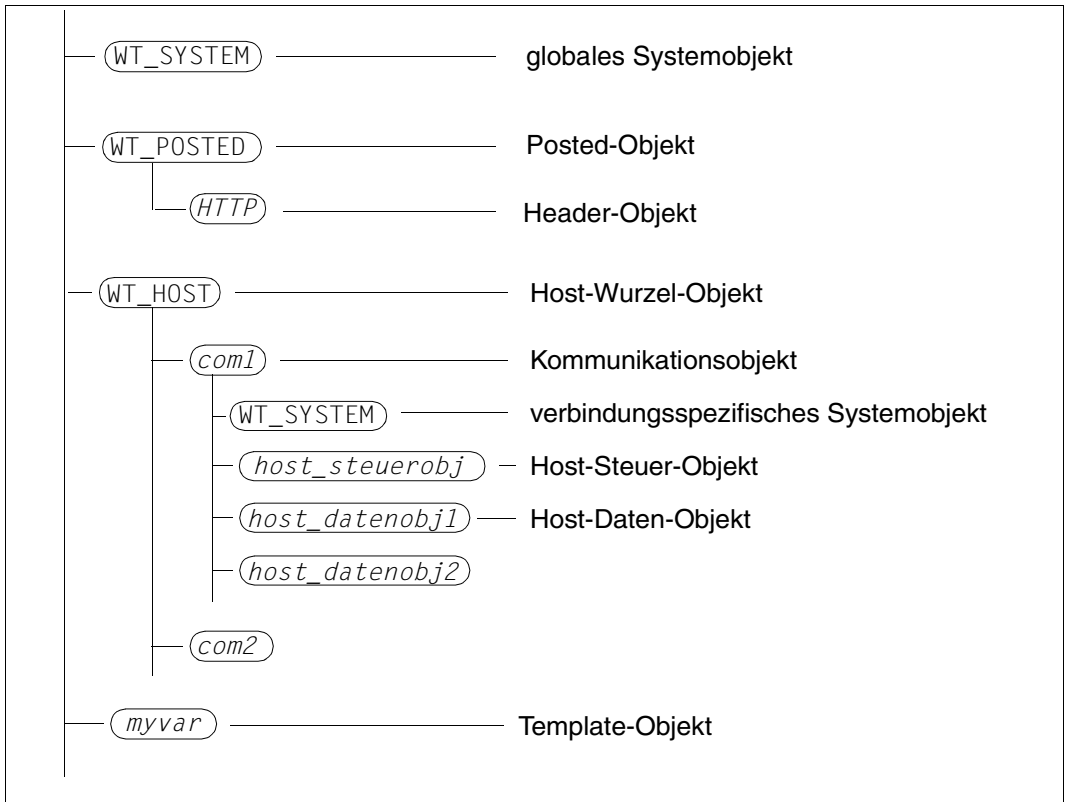 WT_SYSTEM globales Systemobjekt
WT_POSTED Posted-Objekt
HTTP Header-Objekt
WT_HOST Host-Wurzel-Objekt
com1 Kommunikationsobjekt
WT_SYSTEM verbindungsspezifisches Systemobjekt
host_steuerobj Host-Steuer-Objekt
host_datenobj1 Host-Daten-Objekt
host_datenobj2
com2
myvar Template-Objekt